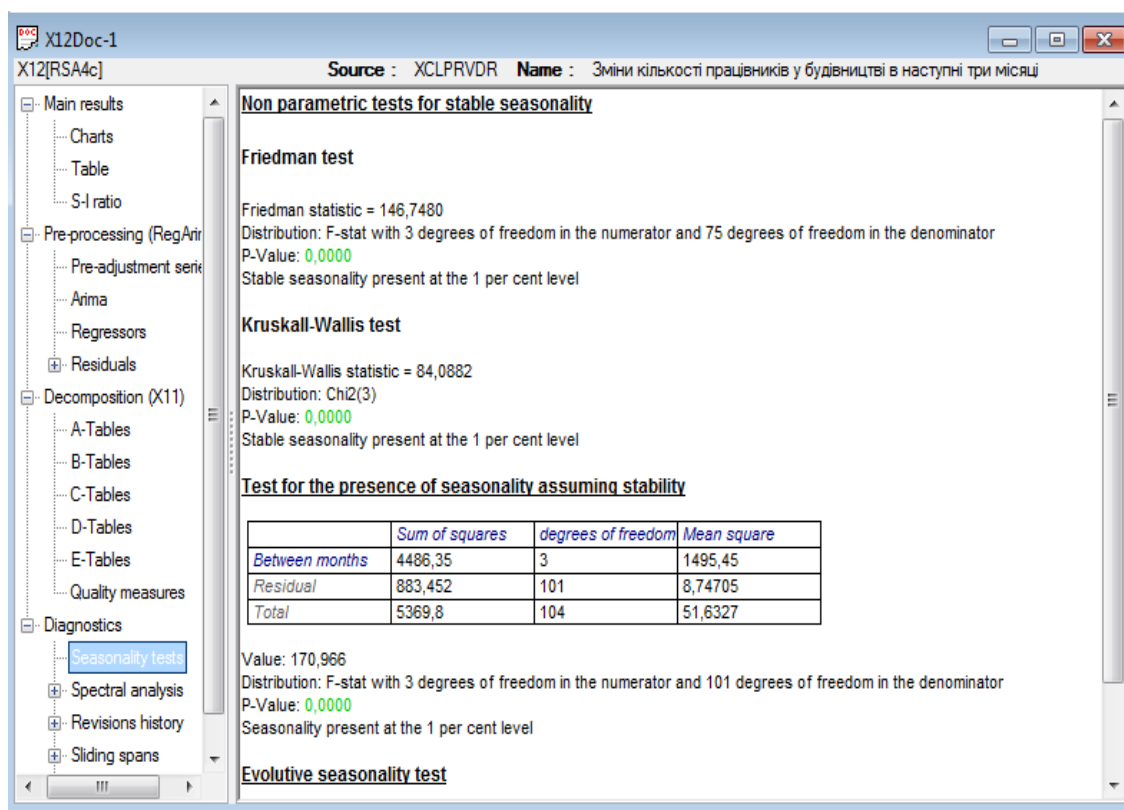 X12Doc-1
X12[RSA4c] Source : XCLPRVDR Name : Зміни кількості працівників у будівництві в наступні три місяці
Main results
Charts
Table
S-I ratio
Pre-processing (RegArir
Pre-adjustment serie
Arima
Regressors
Residuals
Decomposition (X11)
A-Tables
B-Tables
C-Tables
D-Tables
E-Tables
Quality measures
Diagnostics
Seasonality tests
Spectral analysis
Revisions history
Sliding spans
Non parametric tests for stable seasonality
Friedman test
Friedman statistic = 146,7480
Distribution: F-stat with 3 degrees of freedom in the numerator and 75 degrees of freedom in the denominator
P-Value: 0,0000
Stable seasonality present at the 1 per cent level
Kruskall-Wallis test
Kruskall-Wallis statistic = 84,0882
Distribution: Chi2(3)
P-Value: 0,0000
Stable seasonality present at the 1 per cent level
Test for the presence of seasonality assuming stability
Sum of squares degrees of freedom Mean square
Between months 4486,35 3 1495,45
Residual 883,452 101 8,74705
Total 5369,8 104 51,6327
Value: 170,966
Distribution: F-stat with 3 degrees of freedom in the numerator and 101 degrees of freedom in the denominator
P-Value: 0,0000
Seasonality present at the 1 per cent level
Evolutive seasonality test